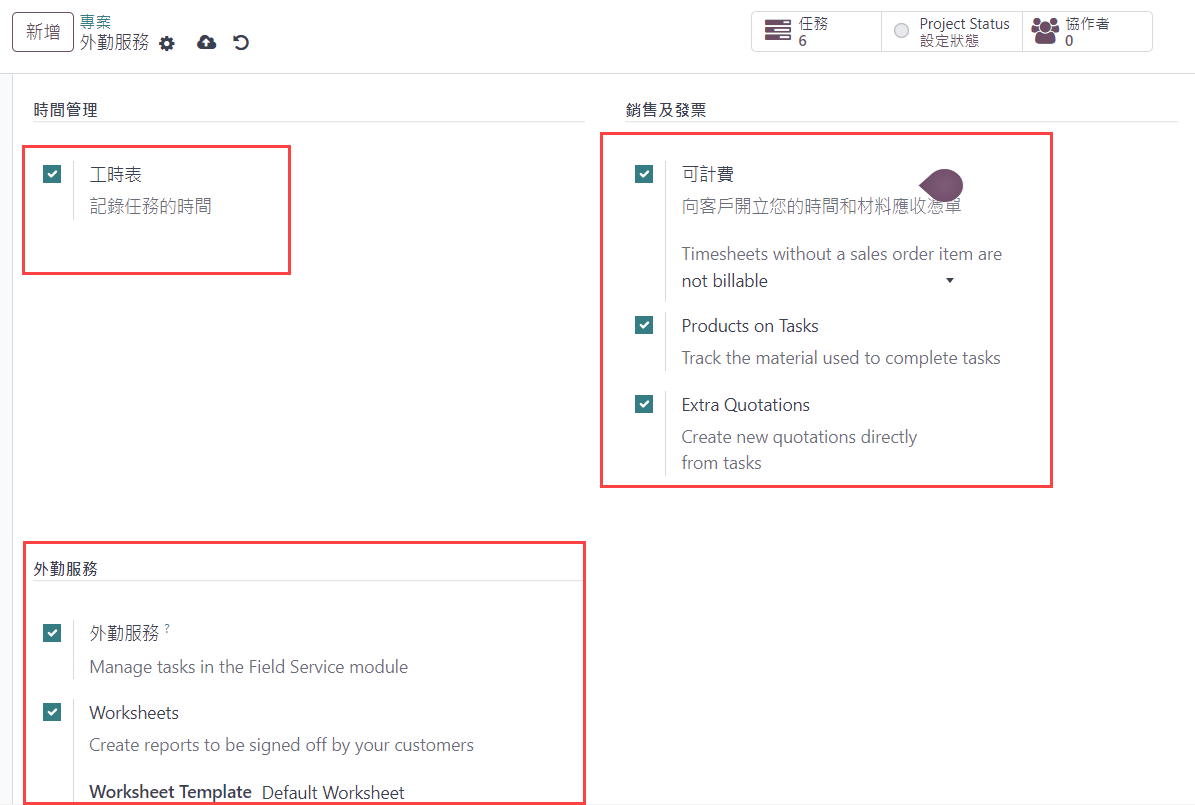 新增
專案
外勤服務
任務
6
Project Status
設定狀態
協作者
0
時間管理
工時表
記錄任務的時間
銷售及發票
可計費
向客戶開立您的時間和材料應收憑單
Timesheets without a sales order item are
not billable
Products on Tasks
Track the material used to complete tasks
Extra Quotations
Create new quotations directly
from tasks
外勤服務
外勤服務 ?
Manage tasks in the Field Service module
Worksheets
Create reports to be signed off by your customers
Worksheet Template Default Worksheet